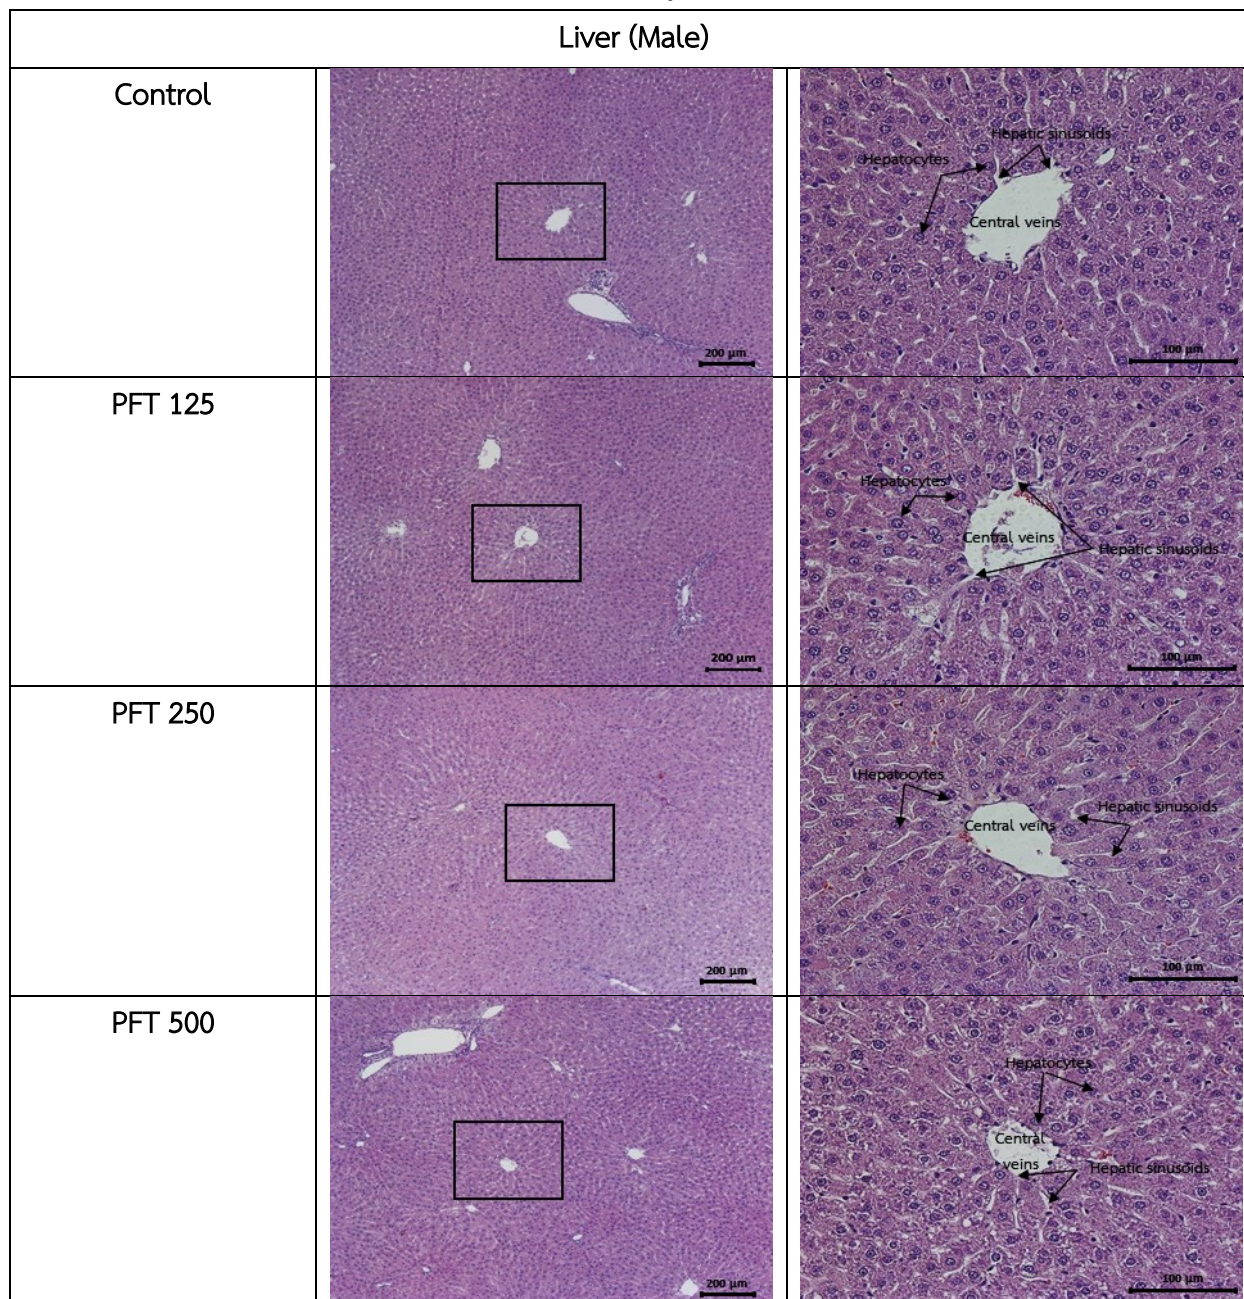 Liver (Male)
Control
200 µm
Hepatic sinusoids
Hepatocytes
Central veins
100 µm
PFT 125
200 µm
Hepatocytes
Central veins
Hepatic sinusoids
100 µm
PFT 250
200 µm
Hepatocytes
Hepatic sinusoids
Central veins
100 µm
PFT 500
200 µm
Hepatocytes
Central
veins
Hepatic sinusoids
100 µm